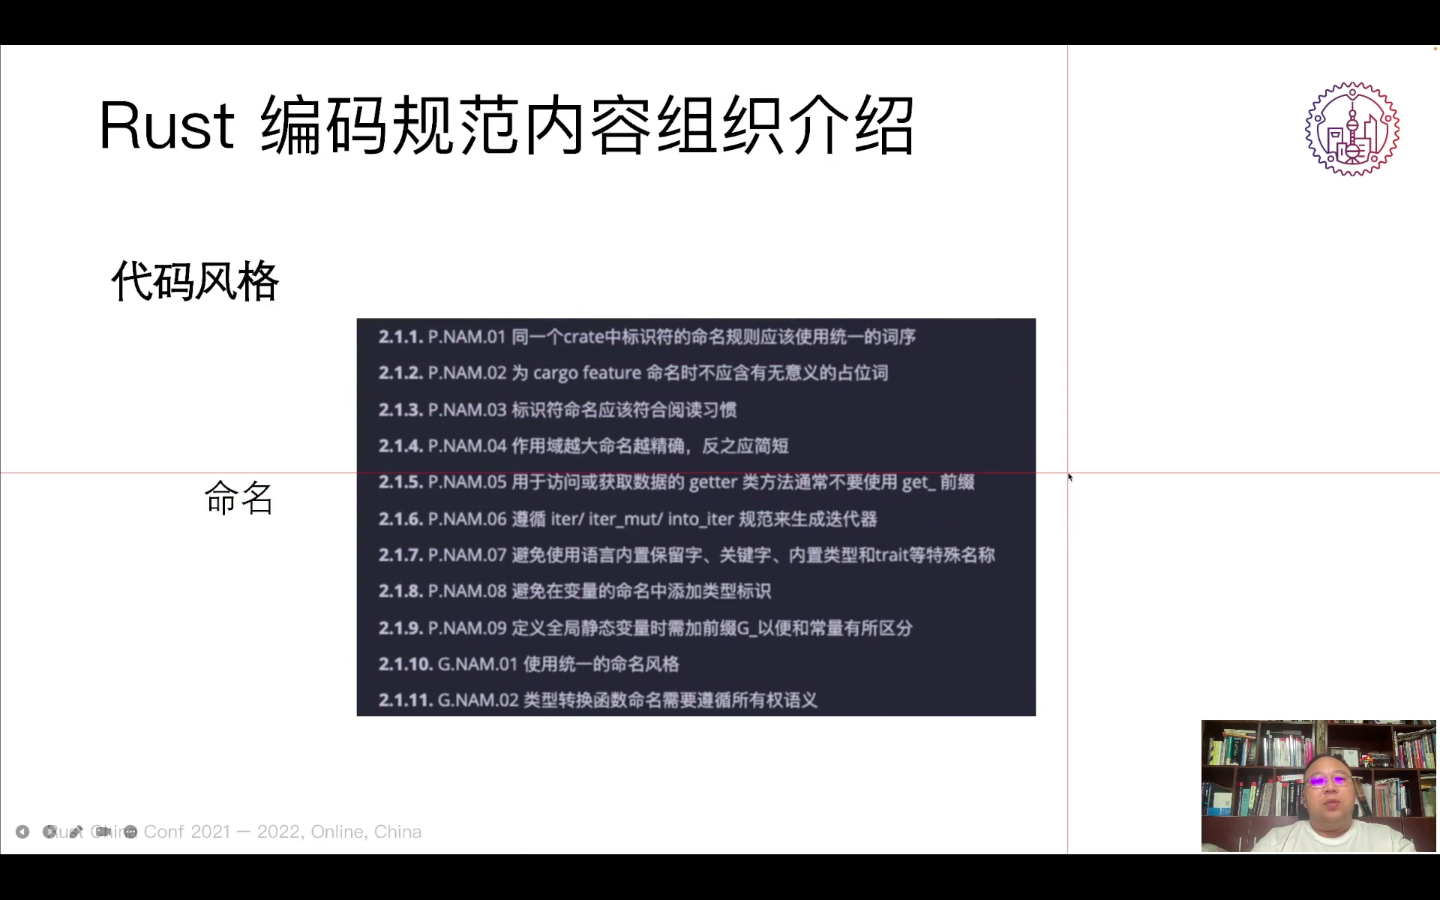 Rust 编码规范内容组织介绍
代码风格
2.1.1. P.NAM.01 同一个crate中标识符的命名规则应该使用统一的词序
2.1.2. P.NAM.02 为 cargo feature 命名时不应含有无意义的占位词
2.1.3. P.NAM.03 标识符命名应该符合阅读习惯
2.1.4. P.NAM.04 作用域越大命名越精确，反之应简短
2.1.5. P.NAM.05 用于访问或获取数据的 getter 类方法通常不要使用 get_ 前缀
命名
2.1.6. P.NAM.06 遵循 iter/ iter_mut/ into_iter 规范来生成迭代器
2.1.7. P.NAM.07 避免使用语言内置保留字、关键字、内置类型和trait等特殊名称
2.1.8. P.NAM.08 避免在变量的命名中添加类型标识
2.1.9. P.NAM.09 定义全局静态变量时需加前缀G_以便和常量有所区分
2.1.10. G.NAM.01 使用统一的命名风格
2.1.11. G.NAM.02 类型转换函数命名需要遵循所有权语义
Rust China Conf 2021 — 2022, Online, China